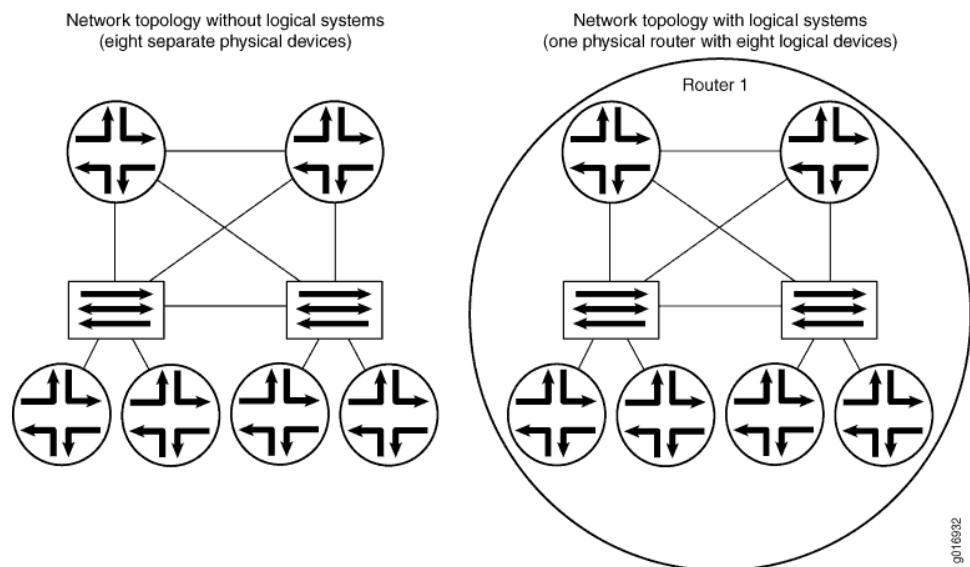 Network topology without logical systems
(eight separate physical devices)
Network topology with logical systems
(one physical router with eight logical devices)
Router 1
g016932